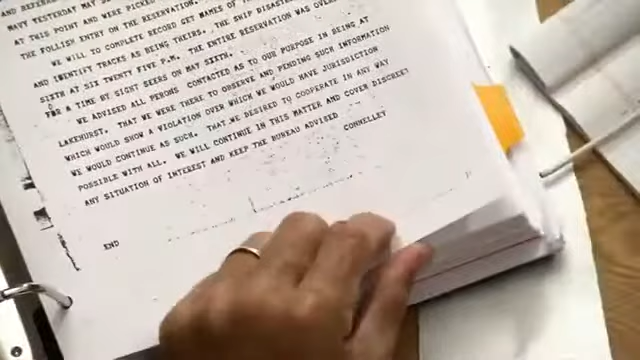 NAVY YESTERDAY MAY
AT THIS POINT AND WERE PICKED
THE FOLLISH ENTRY ON THE RESERVATION. THE SHIP DISASTER
WE WILL TO COMPLETE RECORD GET NAMES OF
AND IDENTIFY TRACKS AS BEING THEIRS.
SIXTH AT SIX TWENTY FIVE P.M. THE ENTIRE RESERVATION WAS OVER
FOR A TIME BY SIGHT SEERS ON MAY SIXTH.
WE ADVISED ALL PERONS CONTACTED AS TO OUR PURPOSE IN BEING AT
LAKEHURST. THAT WE WERE THERE TO OBSERVE AND PENDING SUCH INFORMATION
WHICH WOULD SHOW A VIOLATION OVER WHICH WE WOULD HAVE JURISDICTION
WE WOULD CONTINUE AS SUCH. THAT WE DESIRED TO COOPERATE IN ANY WAY
POSSIBLE WITH ALL. WE WILL CONTINUE IN THIS MATTER AND COVER DISCREET
ANY SITUATION OF INTEREST AND KEEP THE BUREAU ADVISED CONNELLEY
END